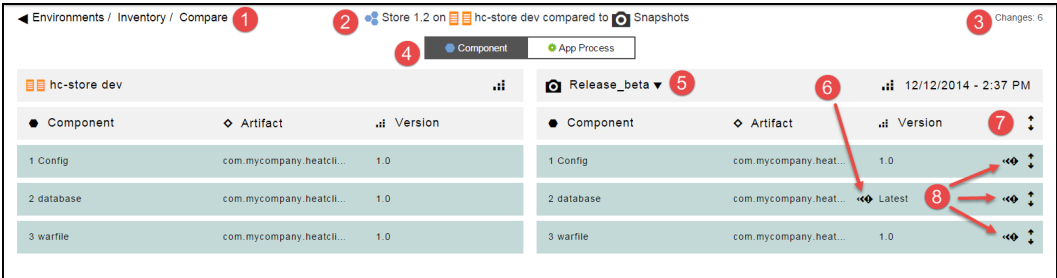 Environments / Inventory / Compare 1 2 Store 1.2 on hc-store dev compared to Snapshots 3 Changes: 6
4 Component App Process
hc-store dev Release_beta 5 12/12/2014 - 2:37 PM
6
Component Artifact Version Component Artifact Version 7
1 Config com.mycompany.heatcli... 1.0 1 Config com.mycompany.heat... 1.0
2 database com.mycompany.heatcli... 1.0 2 database com.mycompany.heat... Latest 8
3 warfile com.mycompany.heatcli... 1.0 3 warfile com.mycompany.heat... 1.0